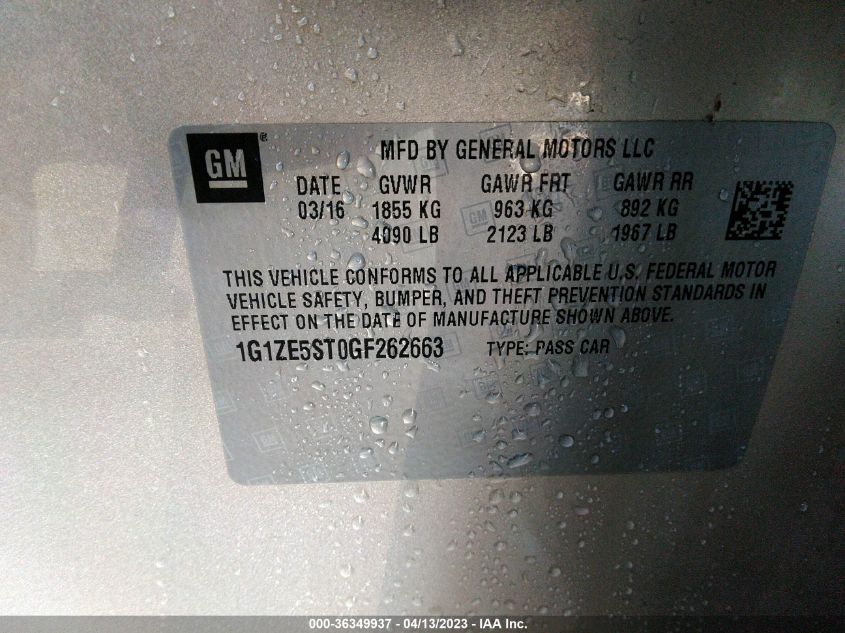 GM ®
MFD BY GENERAL MOTORS LLC
DATE GVWR GAWR FRT GAWR RR
03/16 1855 KG 963 KG 892 KG
4090 LB 2123 LB 1967 LB
THIS VEHICLE CONFORMS TO ALL APPLICABLE U.S. FEDERAL MOTOR
VEHICLE SAFETY, BUMPER, AND THEFT PREVENTION STANDARDS IN
EFFECT ON THE DATE OF MANUFACTURE SHOWN ABOVE.
1G1ZE5ST0GF262663 TYPE: PASS CAR
000-36349937 - 04/13/2023 - IAA Inc.